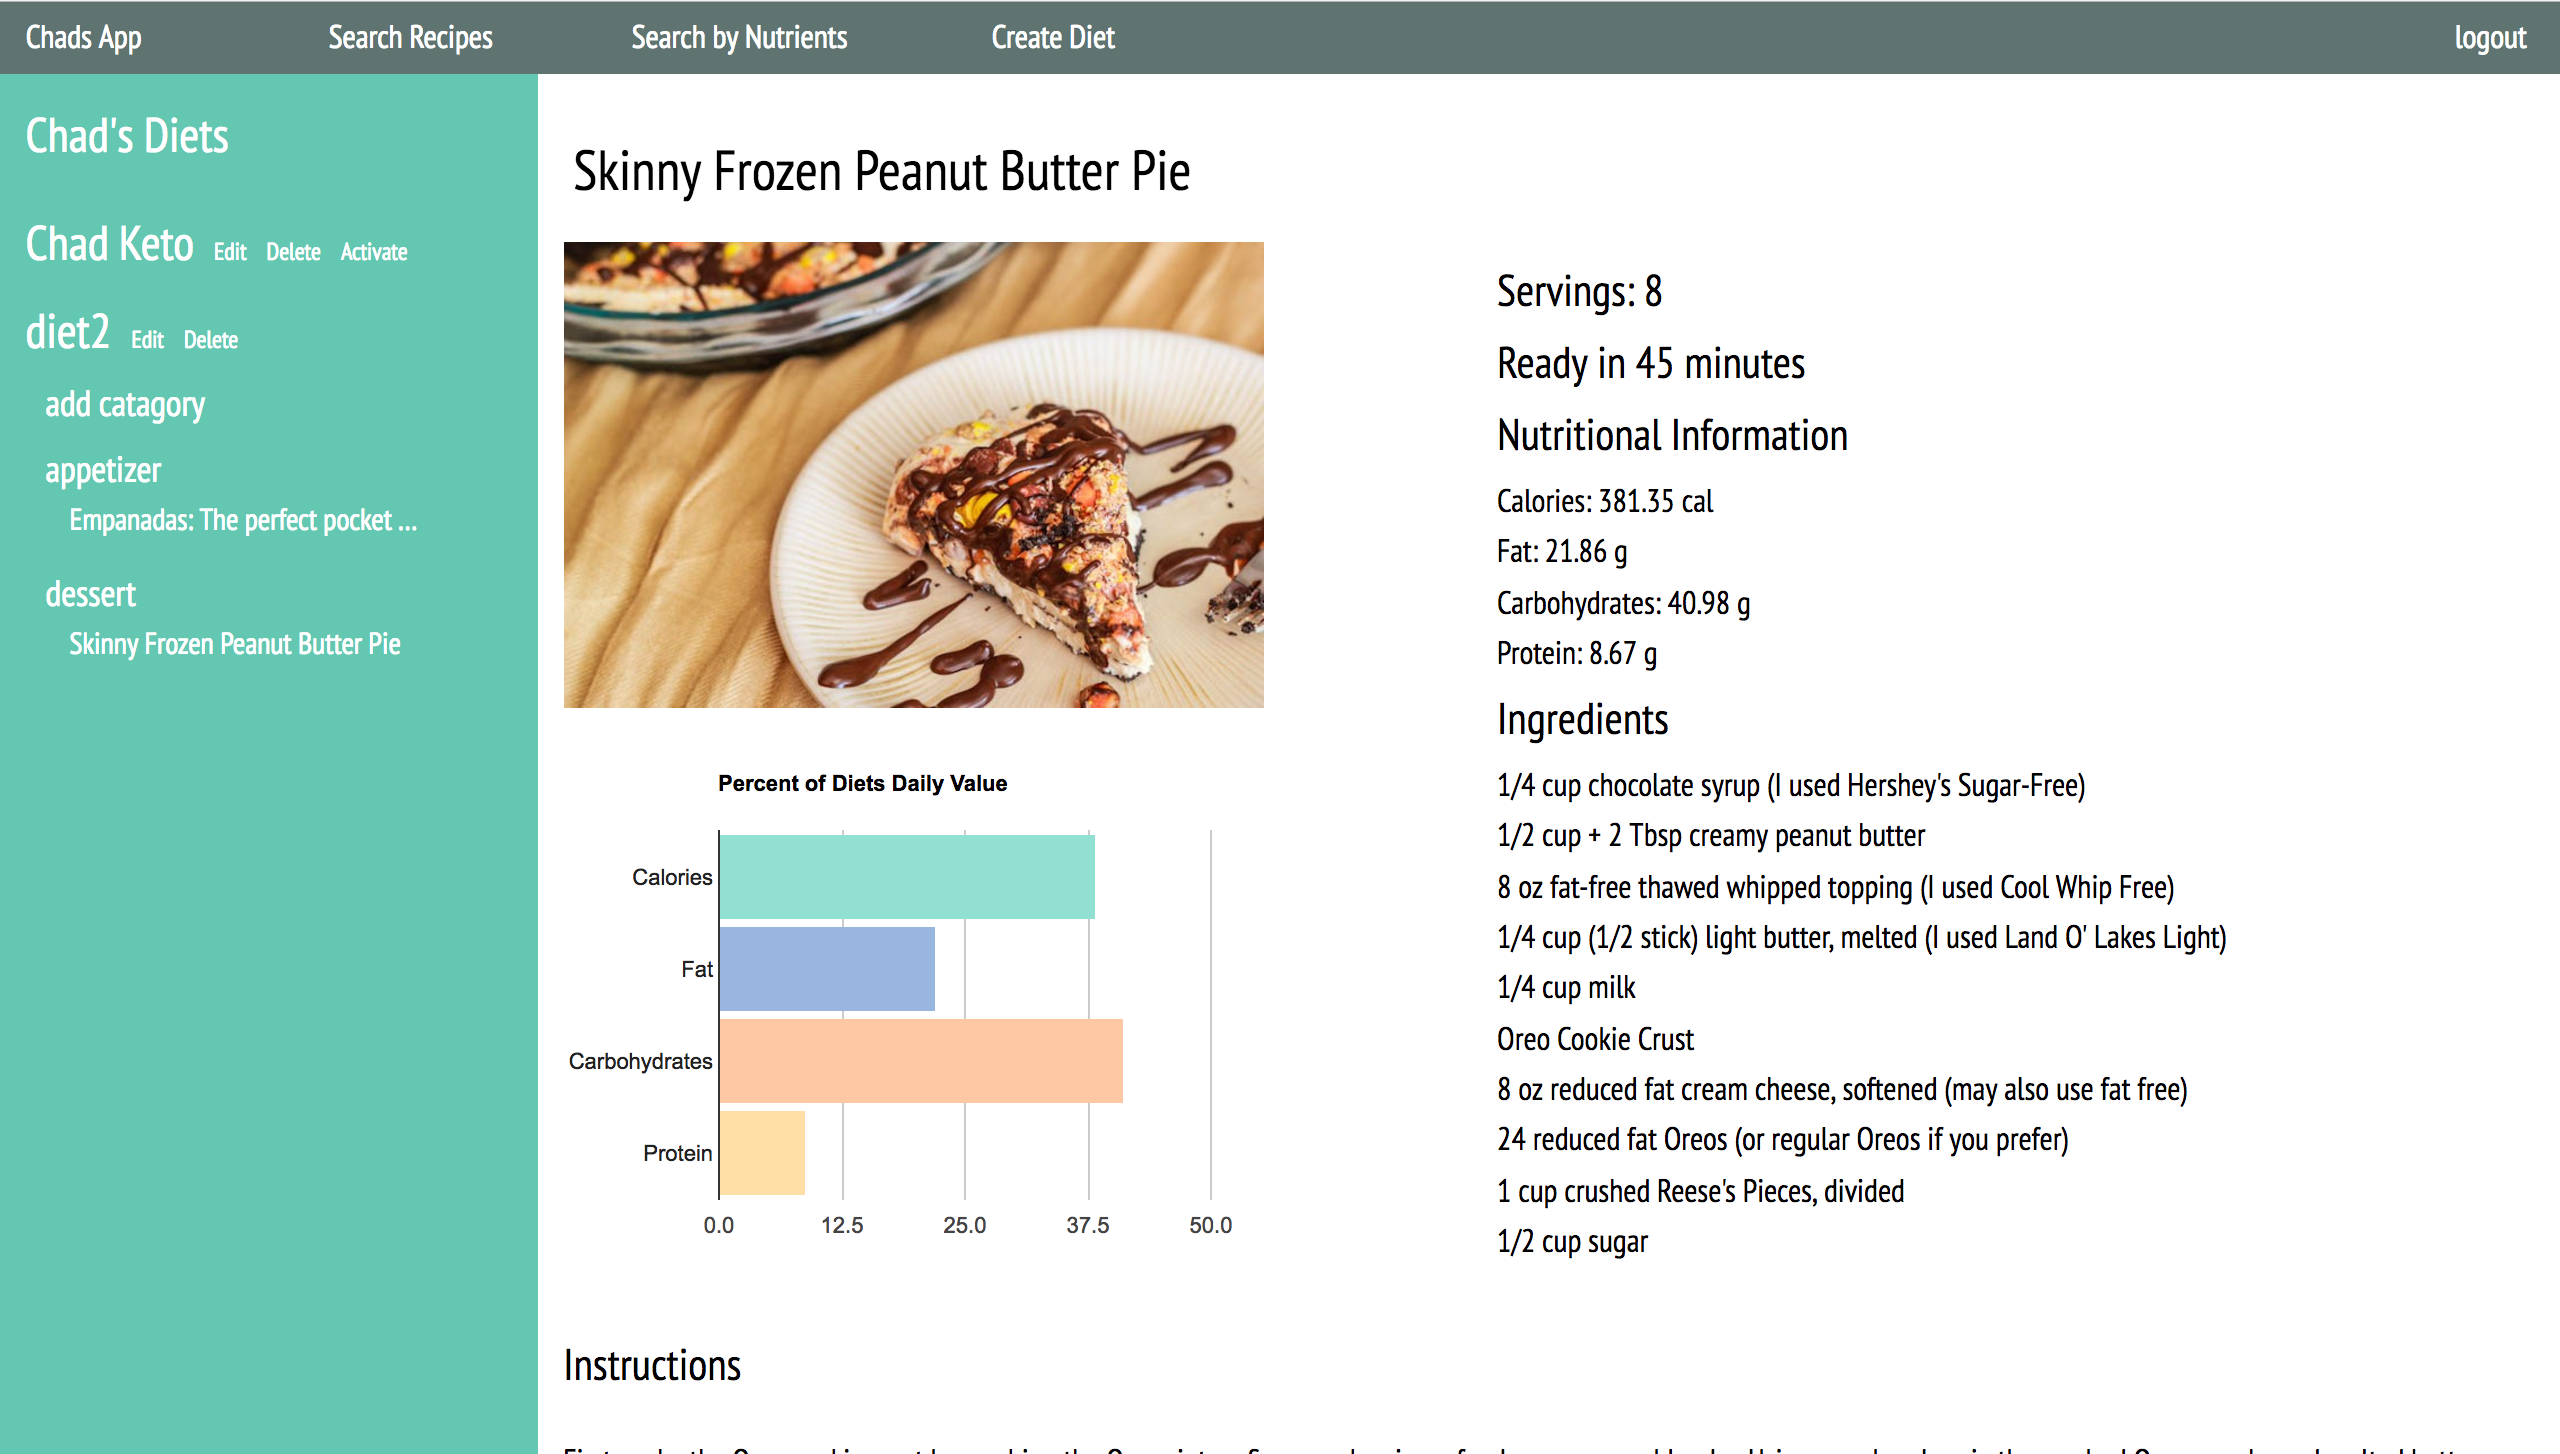 Chads App Search Recipes Search by Nutrients Create Diet logout
Chad's Diets
Chad Keto Edit Delete Activate
diet2 Edit Delete
add catagory
appetizer
Empanadas: The perfect pocket ...
dessert
Skinny Frozen Peanut Butter Pie
Skinny Frozen Peanut Butter Pie
Servings: 8
Ready in 45 minutes
Nutritional Information
Calories: 381.35 cal
Fat: 21.86 g
Carbohydrates: 40.98 g
Protein: 8.67 g
Ingredients
1/4 cup chocolate syrup (I used Hershey's Sugar-Free)
1/2 cup + 2 Tbsp creamy peanut butter
8 oz fat-free thawed whipped topping (I used Cool Whip Free)
1/4 cup (1/2 stick) light butter, melted (I used Land O' Lakes Light)
1/4 cup milk
Oreo Cookie Crust
8 oz reduced fat cream cheese, softened (may also use fat free)
24 reduced fat Oreos (or regular Oreos if you prefer)
1 cup crushed Reese's Pieces, divided
1/2 cup sugar
Percent of Diets Daily Value
Calories
Fat
Carbohydrates
Protein
0.0 12.5 25.0 37.5 50.0
Instructions